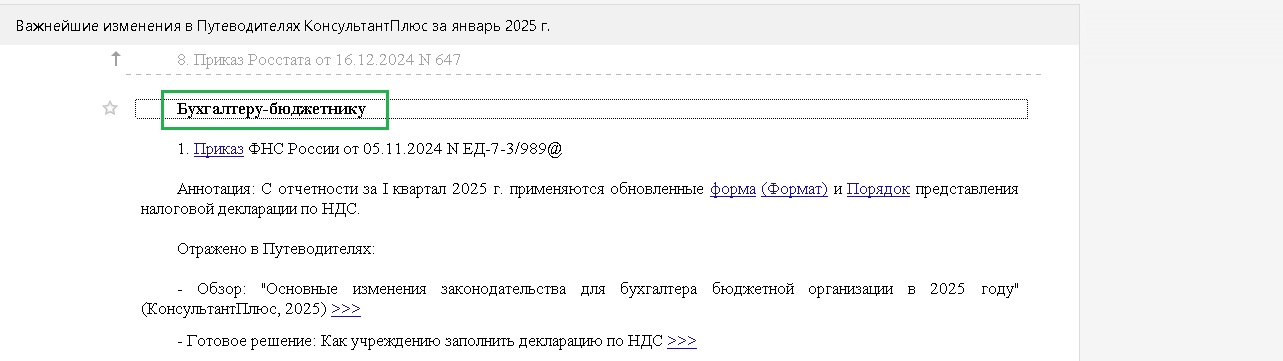 Важнейшие изменения в Путеводителях КонсультантПлюс за январь 2025 г.
8. Приказ Росстата от 16.12.2024 N 647
Бухгалтеру-бюджетнику
1. Приказ ФНС России от 05.11.2024 N ЕД-7-3/989@
Аннотация: С отчетности за I квартал 2025 г. применяются обновленные форма (Формат) и Порядок представления
налоговой декларации по НДС.
Отражено в Путеводителях:
- Обзор: "Основные изменения законодательства для бухгалтера бюджетной организации в 2025 году"
(КонсультантПлюс, 2025) >>>
- Готовое решение: Как учреждению заполнить декларацию по НДС >>>